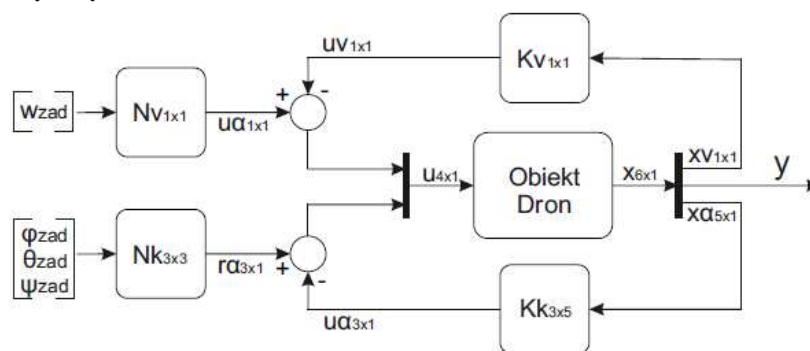 uv1x1
Kv1x1
wzad
Nv1x1
uα1x1
+
-
u4x1
Obiekt
Dron
x6x1
xv1x1
y
xα5x1
φzad
θzad
ψzad
Nk3x3
rα3x1
+
-
uα3x1
Kk3x5